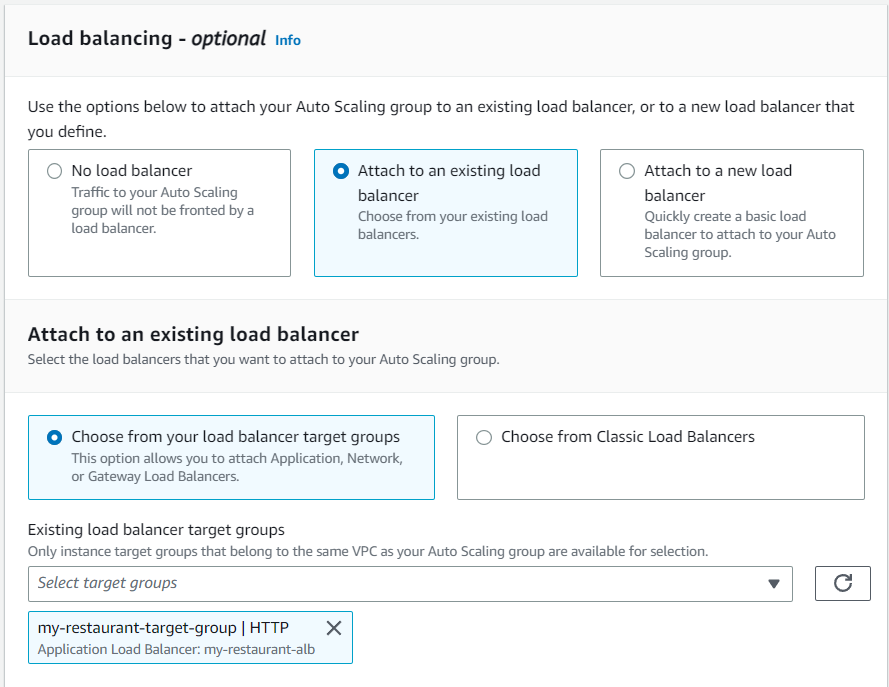 Load balancing - optional Info
Use the options below to attach your Auto Scaling group to an existing load balancer, or to a new load balancer that
you define.
No load balancer
Traffic to your Auto Scaling
group will not be fronted by a
load balancer.
Attach to an existing load
balancer
Choose from your existing load
balancers.
Attach to a new load
balancer
Quickly create a basic load
balancer to attach to your Auto
Scaling group.
Attach to an existing load balancer
Select the load balancers that you want to attach to your Auto Scaling group.
Choose from your load balancer target groups
This option allows you to attach Application, Network,
or Gateway Load Balancers.
Choose from Classic Load Balancers
Existing load balancer target groups
Only instance target groups that belong to the same VPC as your Auto Scaling group are available for selection.
Select target groups
my-restaurant-target-group | HTTP
Application Load Balancer: my-restaurant-alb